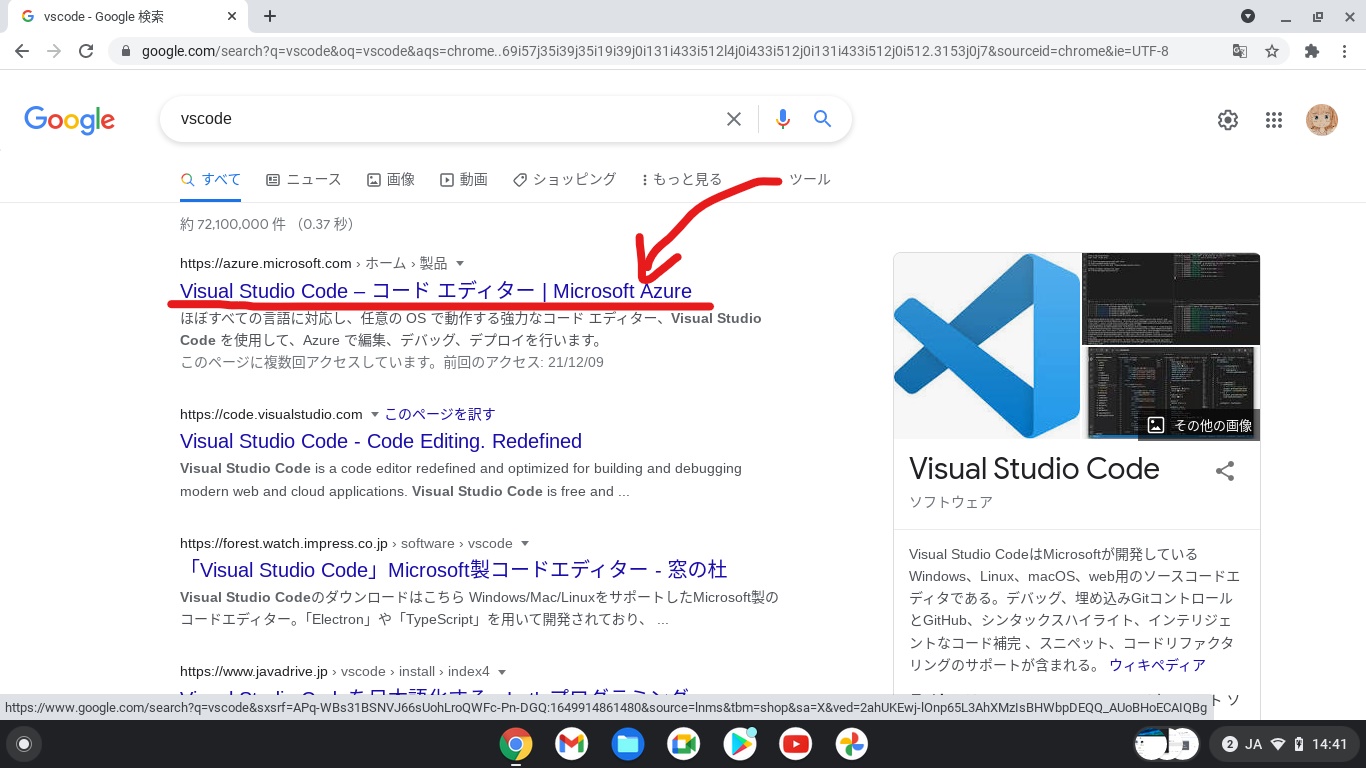 vscode - Google 検索
google.com/search?q=vscode&oq=vscode&aqs=chrome..69i57j35i39j35i19i39j0i131i433i512l4j0i433i512j0i131i433i512j0i512.3153j0j7&sourceid=chrome&ie=UTF-8
Google
vscode
すべて ニュース 画像 動画 ショッピング もっと見る ツール
約 72,100,000 件 （0.37 秒）
https://azure.microsoft.com › ホーム › 製品
Visual Studio Code – コード エディター | Microsoft Azure
ほぼすべての言語に対応し、任意の OS で動作する強力なコード エディター、Visual Studio
Code を使用して、Azure で編集、デバッグ、デプロイを行います。
このページに複数回アクセスしています。前回のアクセス: 21/12/09
https://code.visualstudio.com このページを訳す
Visual Studio Code - Code Editing. Redefined
Visual Studio Code is a code editor redefined and optimized for building and debugging
modern web and cloud applications. Visual Studio Code is free and ...
https://forest.watch.impress.co.jp › software › vscode
「Visual Studio Code」Microsoft製コードエディター - 窓の杜
Visual Studio Codeのダウンロードはこちら Windows/Mac/LinuxをサポートしたMicrosoft製の
コードエディター。「Electron」や「TypeScript」を用いて開発されており、 ...
https://www.javadrive.jp › vscode › install › index4
その他の画像
Visual Studio Code
ソフトウェア
Visual Studio CodeはMicrosoftが開発している
Windows、Linux、macOS、web用のソースコードエ
ディタである。デバッグ、埋め込みGitコントロール
とGitHub、シンタックスハイライト、インテリジェ
ントなコード補完 、スニペット、コードリファクタ
リングのサポートが含まれる。 ウィキペディア
https://www.google.com/search?q=vscode&sxsrf=APq-WBs31BSNVJ66sUohLroQWFc-Pn-DGQ:1649914861480&source=lnms&tbm=shop&sa=X&ved=2ahUKEwj-lOnp65L3AhXMzIsBHWbpDEQQ_AUoBHoECAIQBg
2 JA 14:41